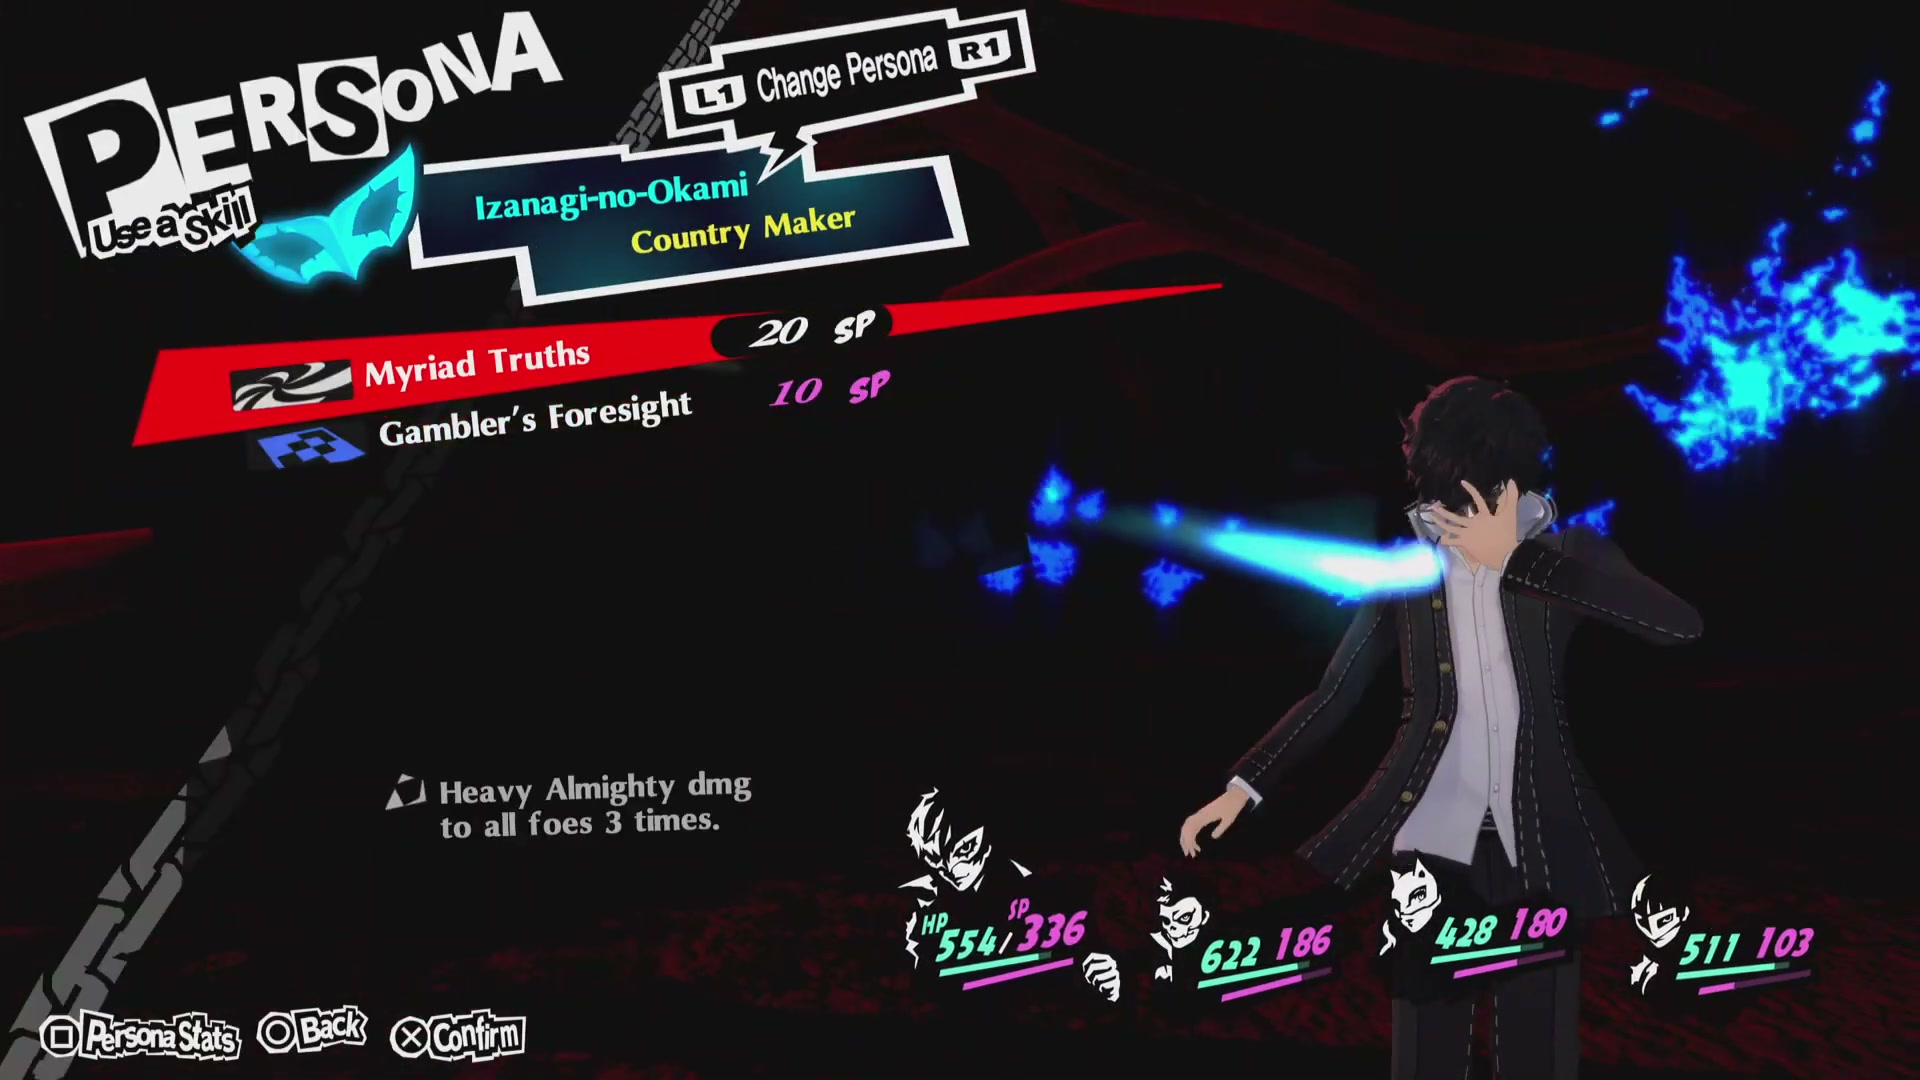 PERSONA
Use a Skill
L1 Change Persona R1
Izanagi-no-Okami
Country Maker
Myriad Truths 20 SP
Gambler's Foresight 10 SP
Heavy Almighty dmg
to all foes 3 times.
HP 554/ SP 336
622 186
428 180
511 103
Persona Stats Back Confirm